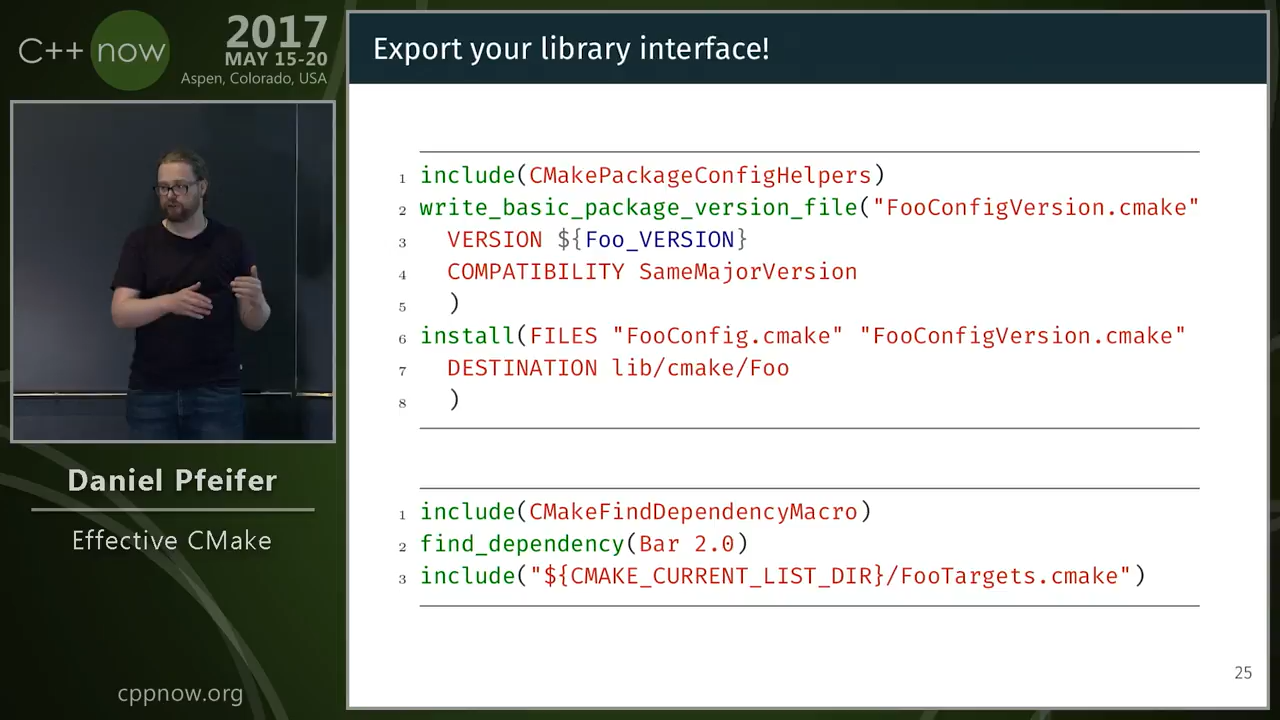 C++ now
2017
MAY 15-20
Aspen, Colorado, USA
Daniel Pfeifer
Effective CMake
cppnow.org
Export your library interface!
1 include(CMakePackageConfigHelpers)
2 write_basic_package_version_file("FooConfigVersion.cmake"
3 VERSION ${Foo_VERSION}
4 COMPATIBILITY SameMajorVersion
5 )
6 install(FILES "FooConfig.cmake" "FooConfigVersion.cmake"
7 DESTINATION lib/cmake/Foo
8 )
1 include(CMakeFindDependencyMacro)
2 find_dependency(Bar 2.0)
3 include("${CMAKE_CURRENT_LIST_DIR}/FooTargets.cmake")
25